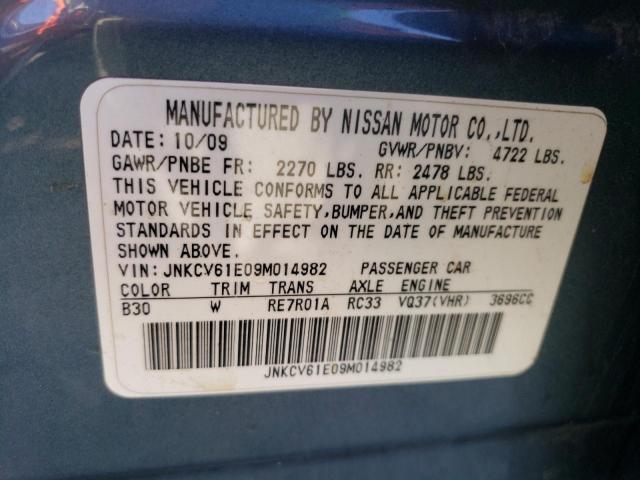 MANUFACTURED BY NISSAN MOTOR CO.,LTD.
DATE: 10/09 GVWR/PNBV: 4722 LBS.
GAWR/PNBE FR: 2270 LBS. RR: 2478 LBS.
THIS VEHICLE CONFORMS TO ALL APPLICABLE FEDERAL
MOTOR VEHICLE SAFETY,BUMPER,AND THEFT PREVENTION
STANDARDS IN EFFECT ON THE DATE OF MANUFACTURE
SHOWN ABOVE.
VIN: JNKCV61E09M014982 PASSENGER CAR
COLOR TRIM TRANS AXLE ENGINE
B30 W RE7R01A RC33 VQ37(VHR) 3696CC
JNKCV61E09M014982